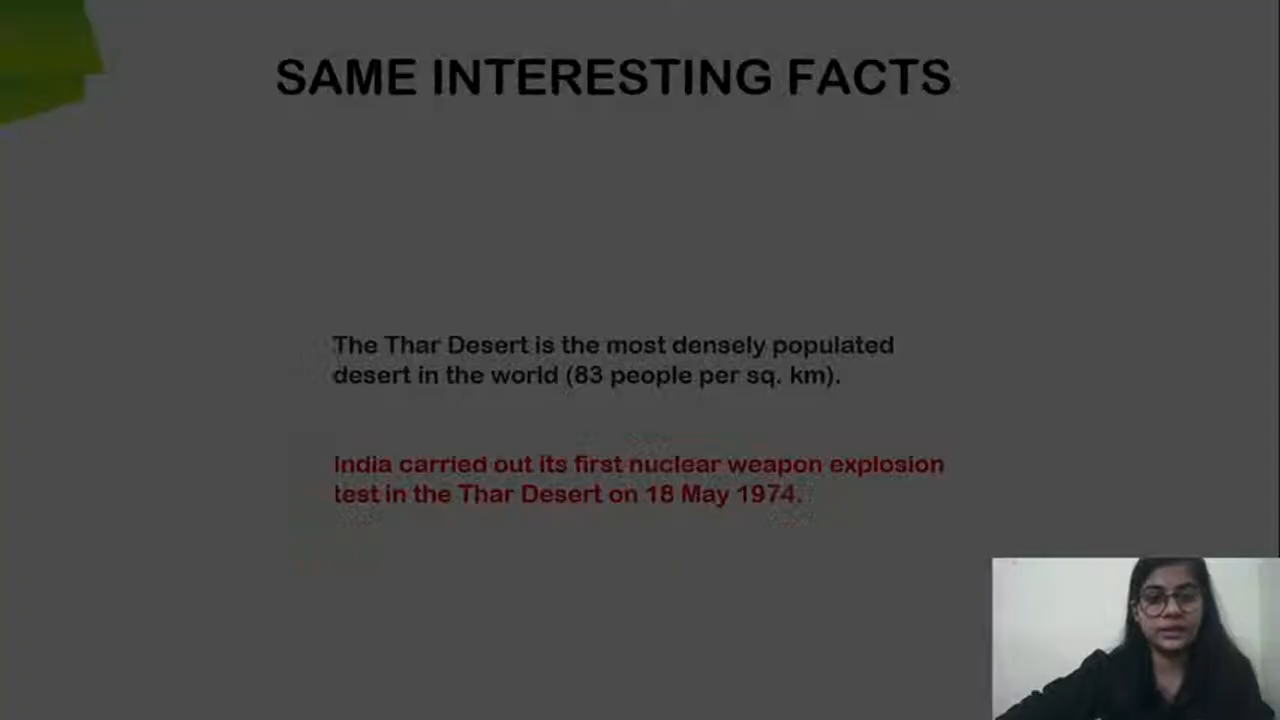 SAME INTERESTING FACTS
The Thar Desert is the most densely populated
desert in the world (83 people per sq. km).
India carried out its first nuclear weapon explosion
test in the Thar Desert on 18 May 1974.